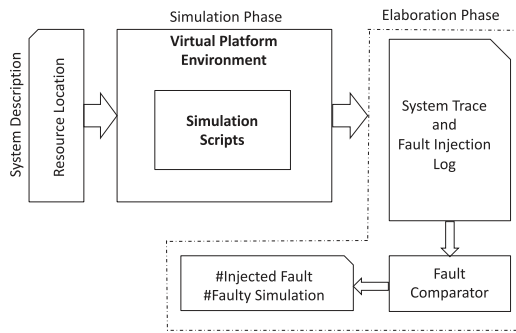 Simulation Phase
Elaboration Phase
System Description
Resource Location
Virtual Platform
Environment
Simulation
Scripts
System Trace
and
Fault Injection
Log
#Injected Fault
#Faulty Simulation
Fault
Comparator